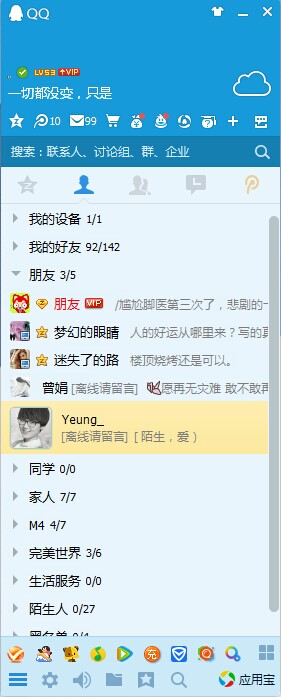 QQ
LV53 VIP
一切都没变，只是
10 99
搜索：联系人、讨论组、群、企业
我的设备 1/1
我的好友 92/142
朋友 3/5
朋友 VIP /尴尬脚医第三次了，悲剧的一
梦幻的眼睛 人的好运从哪里来？写的真
迷失了的路 楼顶烧烤还是可以。
曾娟 [离线请留言] 愿再无灾难 敢不敢再
Yeung_
[离线请留言] [ 陌生，爱 ）
同学 0/0
家人 7/7
M4 4/7
完美世界 3/6
生活服务 0/0
陌生人 0/27
黑名单 0/1
充
应用宝